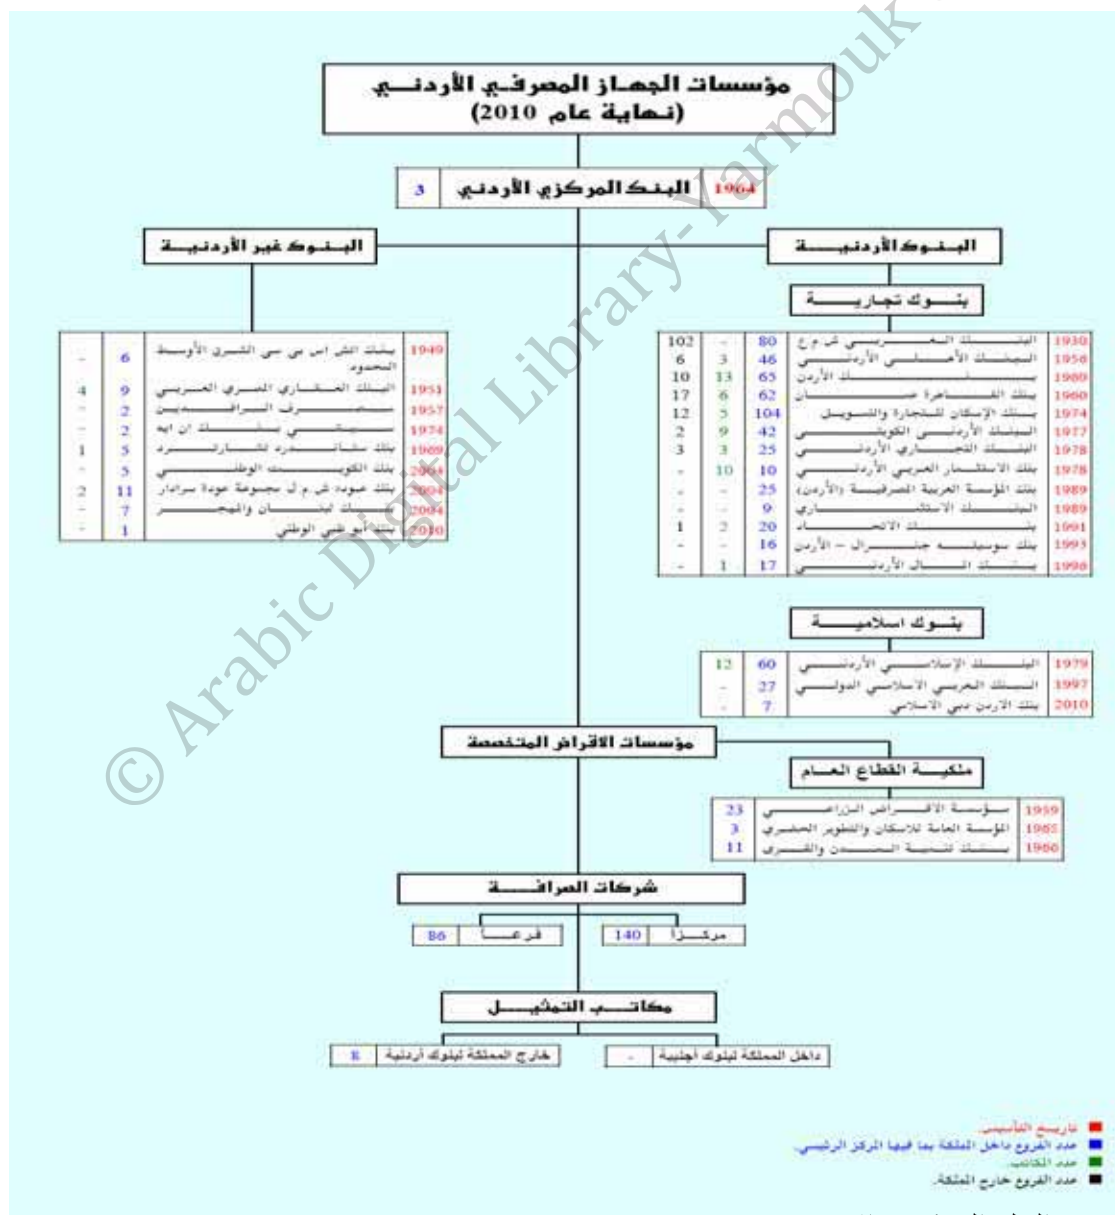 مؤسسات الجهاز المصرفي الأردني
(نهاية عام 2010)
1964 البنك المركزي الأردني 3
البنوك الأردنية
البنوك غير الأردنية
بنوك تجارية
1930 البنك العربي ش م ع 80 - 102
1956 البنك الأهلي الأردني 46 3 6
1960 بنك الأردن 65 13 10
1960 بنك القاهرة عمان 62 6 17
1974 بنك الإسكان للتجارة والتمويل 104 5 12
1977 البنك الأردني الكويتي 42 9 2
1978 البنك التجاري الأردني 25 3 3
1978 بنك الاستثمار العربي الأردني 10 10 -
1989 بنك المؤسسة العربية المصرفية (الأردن) 25 - -
1989 البنك الاستثماري 9 - -
1991 بنك الاتحاد 20 2 1
1993 بنك سوسيته جنرال - الأردن 16 - -
1996 بنك المال الأردني 17 1 -
1949 بنك اتش اس بي سي الشرق الأوسط المحدود 6 -
1951 البنك العقاري المصري العربي 9 4
1957 مصرف الرافدين 2 -
1974 سيتي بنك ان ايه 2 -
1969 بنك ستاندرد تشارترد 5 1
2004 بنك الكويت الوطني 5 -
2004 بنك عوده ش.م.ل مجموعة عودة سرادار 11 2
2004 بنك لبنان والمهجر 7 -
2010 بنك أبو ظبي الوطني 1 -
بنوك اسلامية
1979 البنك الإسلامي الأردني 60 12
1997 البنك العربي الاسلامي الدولي 27 -
2010 بنك الاردن دبي الاسلامي 7 -
مؤسسات الاقراض المتخصصة
ملكية القطاع العام
1959 مؤسسة الاقراض الزراعي 23
1965 المؤسسة العامة للاسكان والتطوير الحضري 3
1966 بنك تنمية المدن والقرى 11
شركات الصرافة
مركزاً 140
فرعاً 86
مكاتب التمثيل
داخل المملكة لبنوك أجنبية -
خارج المملكة لبنوك أردنية 8
تاريخ التأسيس.
عدد الفروع داخل المملكة بما فيها المركز الرئيسي.
عدد المكاتب.
عدد الفروع خارج المملكة.
© Arabic Digital Library-Yarmouk